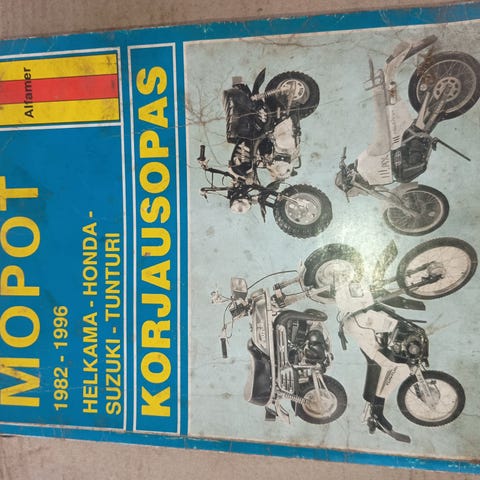 Alfamer
MOPOT
1982 - 1996
HELKAMA - HONDA -
SUZUKI - TUNTURI
KORJAUSOPAS